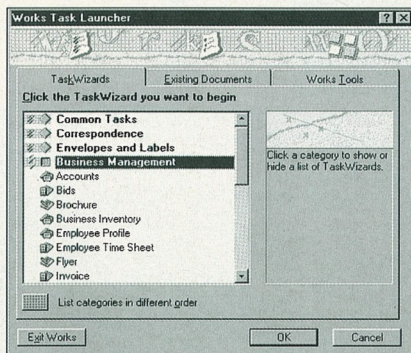 Works Task Launcher
TaskWizards
Existing Documents
Works Tools
Click the TaskWizard you want to begin
Common Tasks
Correspondence
Envelopes and Labels
Business Management
Accounts
Bids
Brochure
Business Inventory
Employee Profile
Employee Time Sheet
Flyer
Invoice
Click a category to show or
hide a list of TaskWizards.
List categories in different order
Exit Works
OK
Cancel